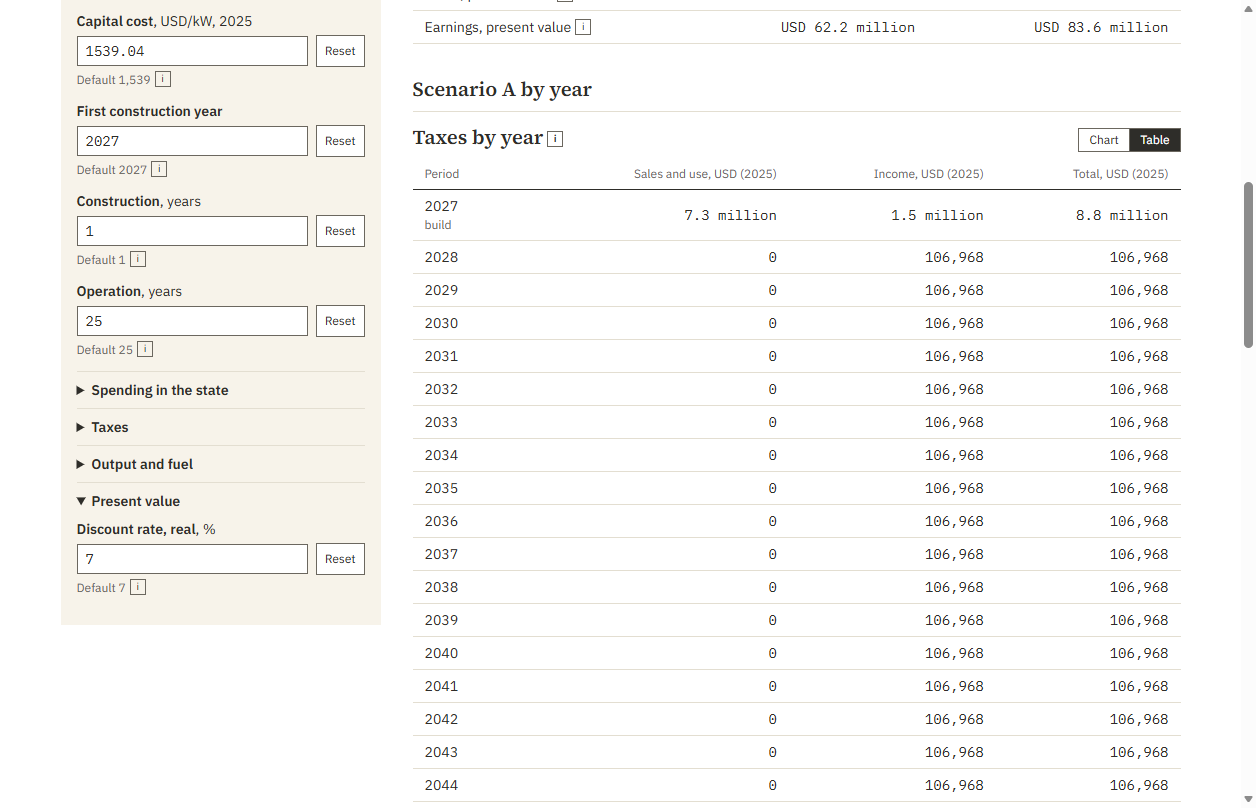 Capital cost, USD/kW, 2025
1539.04
Reset
Default 1,539 i
First construction year
2027
Reset
Default 2027 i
Construction, years
1
Reset
Default 1 i
Operation, years
25
Reset
Default 25 i
▶ Spending in the state
▶ Taxes
▶ Output and fuel
▼ Present value
Discount rate, real, %
7
Reset
Default 7 i
Earnings, present value i USD 62.2 million USD 83.6 million
Scenario A by year
Taxes by year i
Chart Table
Period Sales and use, USD (2025) Income, USD (2025) Total, USD (2025)
2027 build 7.3 million 1.5 million 8.8 million
2028 0 106,968 106,968
2029 0 106,968 106,968
2030 0 106,968 106,968
2031 0 106,968 106,968
2032 0 106,968 106,968
2033 0 106,968 106,968
2034 0 106,968 106,968
2035 0 106,968 106,968
2036 0 106,968 106,968
2037 0 106,968 106,968
2038 0 106,968 106,968
2039 0 106,968 106,968
2040 0 106,968 106,968
2041 0 106,968 106,968
2042 0 106,968 106,968
2043 0 106,968 106,968
2044 0 106,968 106,968